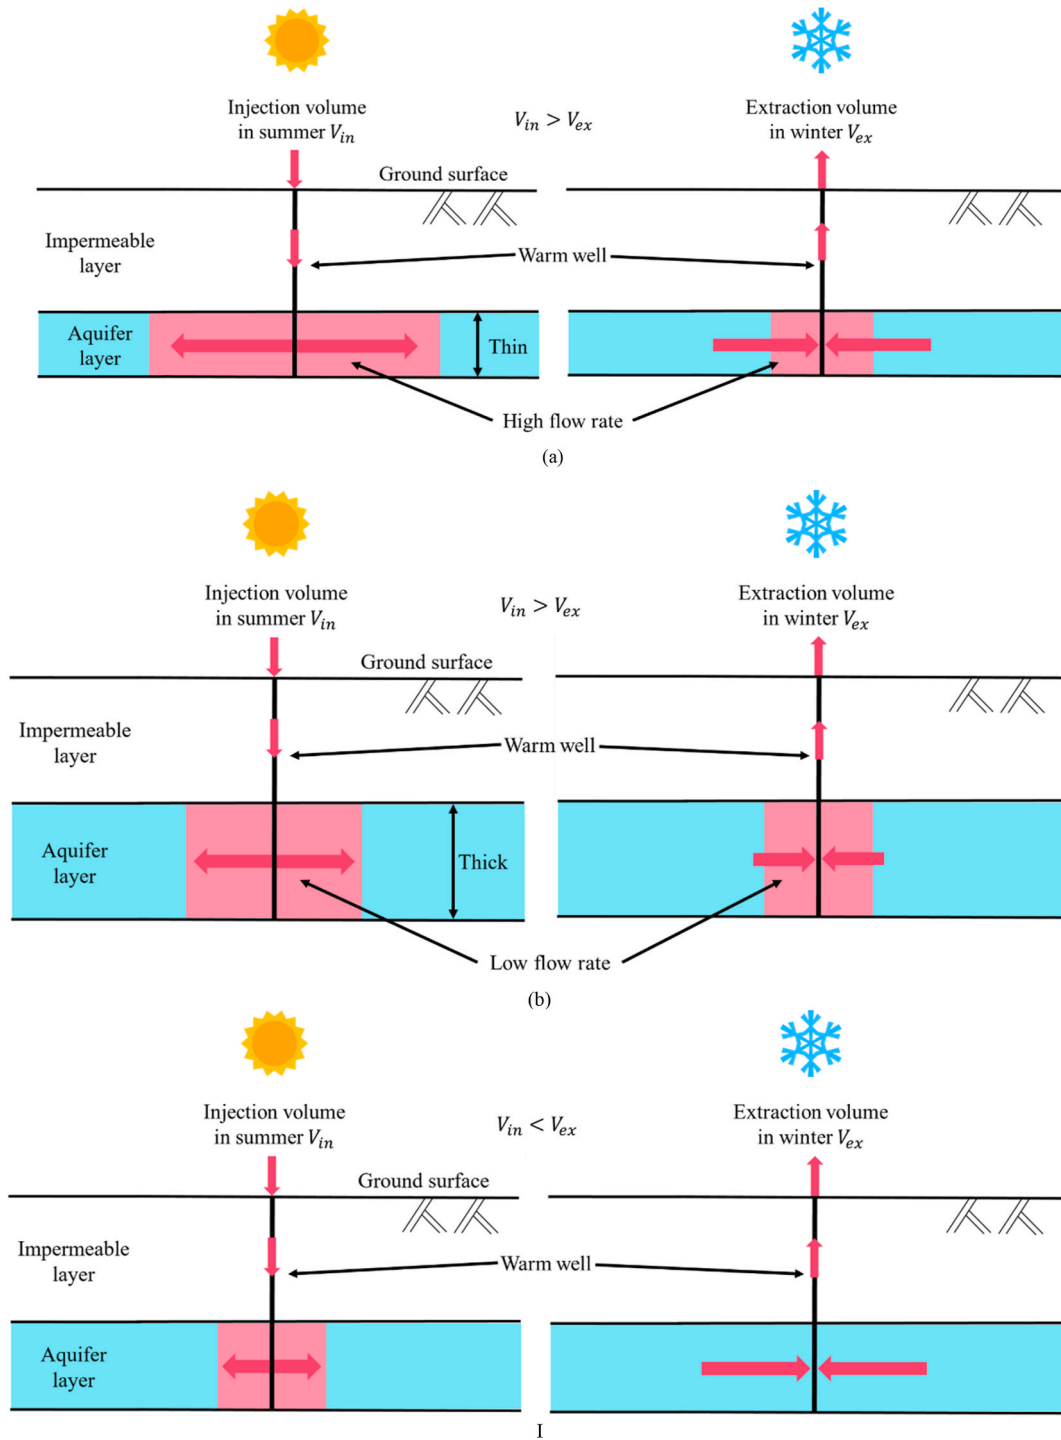 Injection volume
in summer V_in
V_in > V_ex
Extraction volume
in winter V_ex
Ground surface
Impermeable
layer
Warm well
Aquifer
layer
Thin
High flow rate
(a)
Injection volume
in summer V_in
V_in > V_ex
Extraction volume
in winter V_ex
Ground surface
Impermeable
layer
Warm well
Aquifer
layer
Thick
Low flow rate
(b)
Injection volume
in summer V_in
V_in < V_ex
Extraction volume
in winter V_ex
Ground surface
Impermeable
layer
Warm well
Aquifer
layer
I